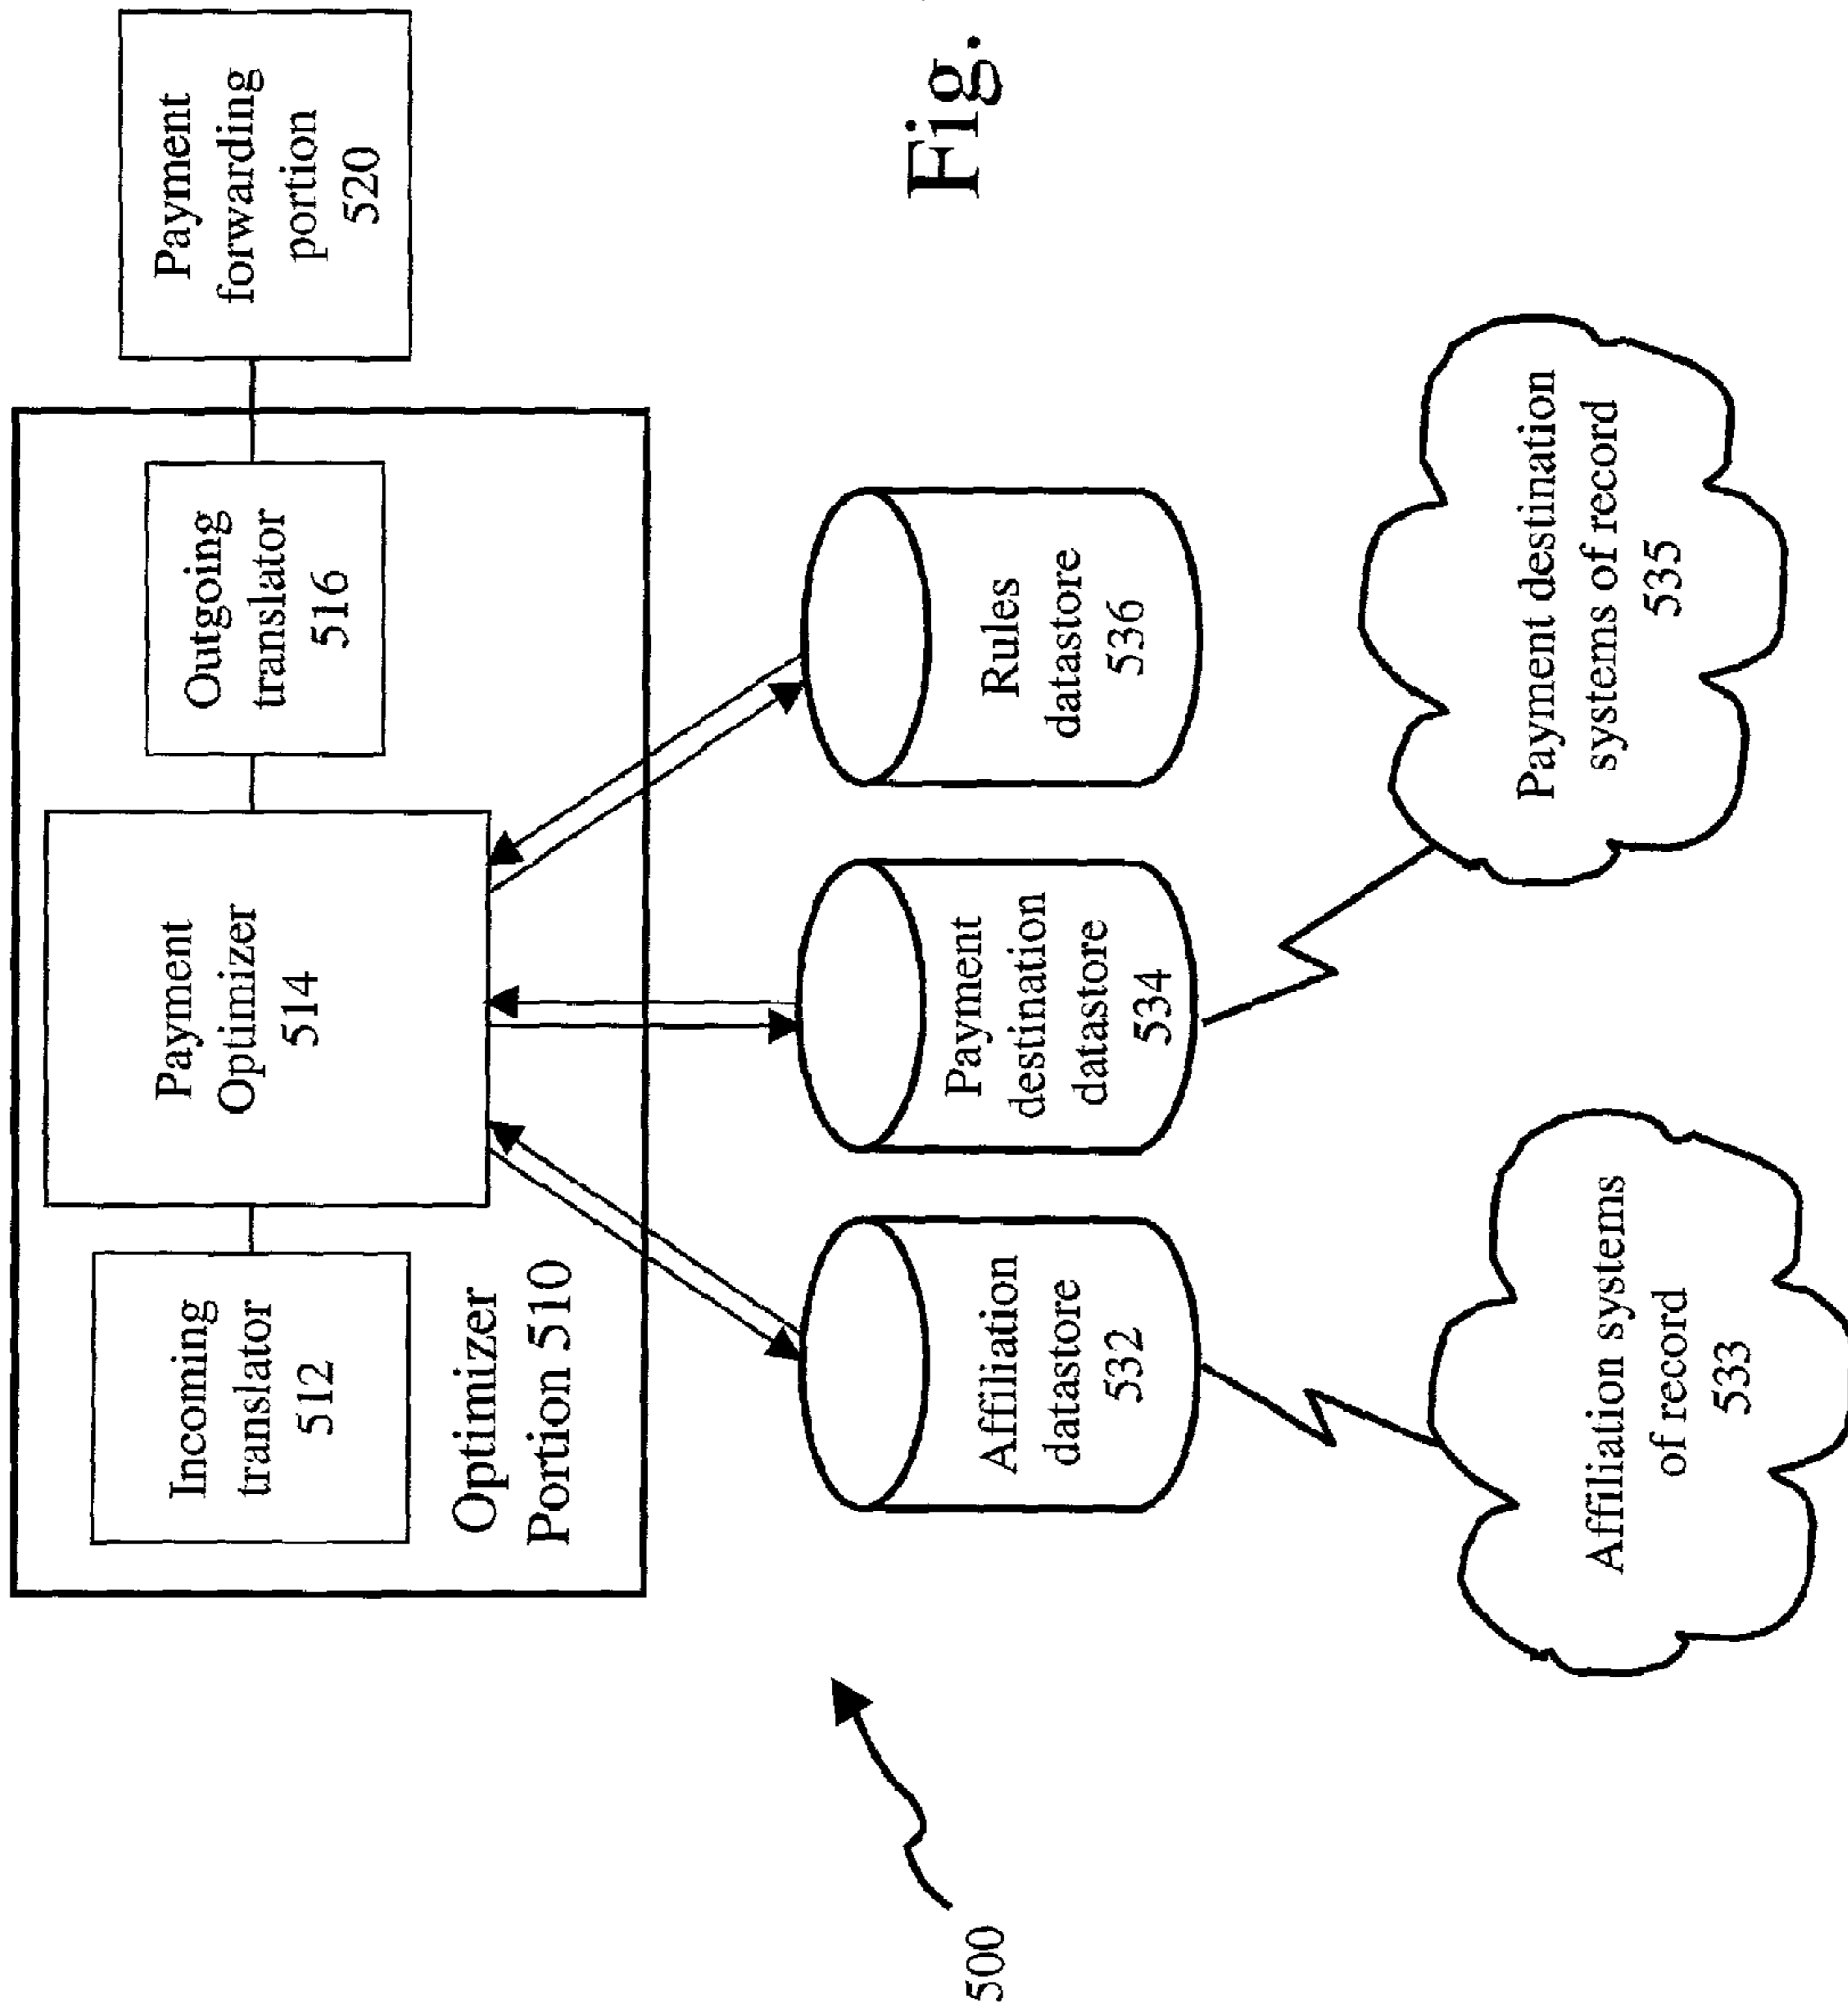 Incoming
translator
512
Payment
Optimizer
514
Outgoing
translator
516
Payment
forwarding
portion
520
Optimizer
Portion 510
Affiliation
datastore
532
Payment
destination
datastore
534
Rules
datastore
536
500
Affiliation systems
of record
533
Payment destination
systems of record
535
Fig.